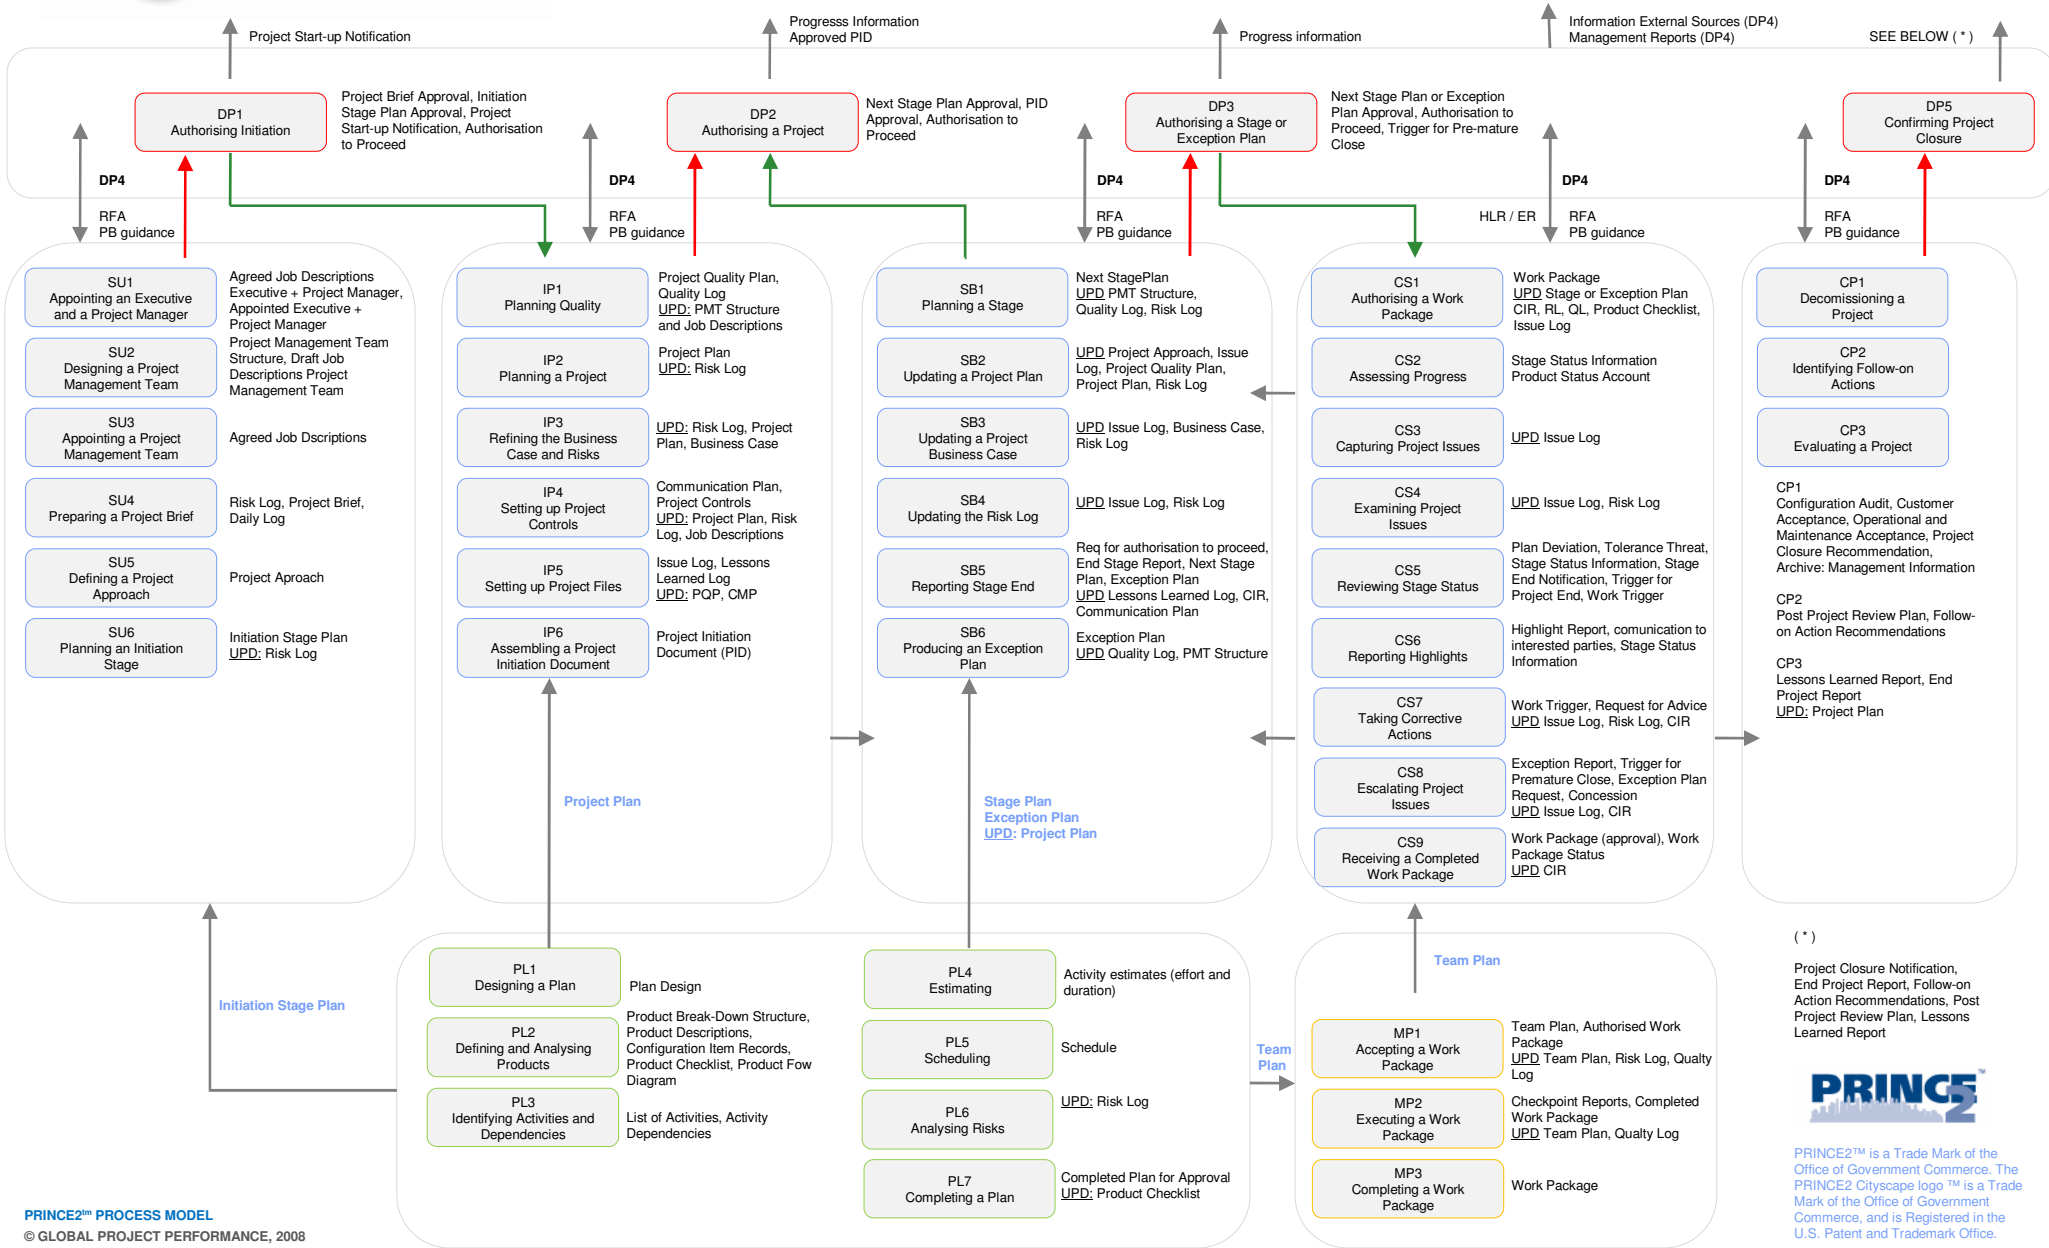 Project Start-up Notification
Progresss Information
Approved PID
Progress information
Information External Sources (DP4)
Management Reports (DP4)
SEE BELOW ( * )
DP1
Authorising Initiation
Project Brief Approval, Initiation
Stage Plan Approval, Project
Start-up Notification, Authorisation
to Proceed
DP2
Authorising a Project
Next Stage Plan Approval, PID
Approval, Authorisation to
Proceed
DP3
Authorising a Stage or
Exception Plan
Next Stage Plan or Exception
Plan Approval, Authorisation to
Proceed, Trigger for Pre-mature
Close
DP5
Confirming Project
Closure
DP4
RFA
PB guidance
DP4
RFA
PB guidance
DP4
RFA
PB guidance
HLR / ER
DP4
RFA
PB guidance
DP4
RFA
PB guidance
SU1
Appointing an Executive
and a Project Manager
Agreed Job Descriptions
Executive + Project Manager,
Appointed Executive +
Project Manager
SU2
Designing a Project
Management Team
Project Management Team
Structure, Draft Job
Descriptions Project
Management Team
SU3
Appointing a Project
Management Team
Agreed Job Dscriptions
SU4
Preparing a Project Brief
Risk Log, Project Brief,
Daily Log
SU5
Defining a Project
Approach
Project Aproach
SU6
Planning an Initiation
Stage
Initiation Stage Plan
UPD: Risk Log
IP1
Planning Quality
Project Quality Plan,
Quality Log
UPD: PMT Structure
and Job Descriptions
IP2
Planning a Project
Project Plan
UPD: Risk Log
IP3
Refining the Business
Case and Risks
UPD: Risk Log, Project
Plan, Business Case
IP4
Setting up Project
Controls
Communication Plan,
Project Controls
UPD: Project Plan, Risk
Log, Job Descriptions
IP5
Setting up Project Files
Issue Log, Lessons
Learned Log
UPD: PQP, CMP
IP6
Assembling a Project
Initiation Document
Project Initiation
Document (PID)
Project Plan
SB1
Planning a Stage
Next StagePlan
UPD PMT Structure,
Quality Log, Risk Log
SB2
Updating a Project Plan
UPD Project Approach, Issue
Log, Project Quality Plan,
Project Plan, Risk Log
SB3
Updating a Project
Business Case
UPD Issue Log, Business Case,
Risk Log
SB4
Updating the Risk Log
UPD Issue Log, Risk Log
SB5
Reporting Stage End
Req for authorisation to proceed,
End Stage Report, Next Stage
Plan, Exception Plan
UPD Lessons Learned Log, CIR,
Communication Plan
SB6
Producing an Exception
Plan
Exception Plan
UPD Quality Log, PMT Structure
Stage Plan
Exception Plan
UPD: Project Plan
CS1
Authorising a Work
Package
Work Package
UPD Stage or Exception Plan
CIR, RL, QL, Product Checklist,
Issue Log
CS2
Assessing Progress
Stage Status Information
Product Status Account
CS3
Capturing Project Issues
UPD Issue Log
CS4
Examining Project
Issues
UPD Issue Log, Risk Log
CS5
Reviewing Stage Status
Plan Deviation, Tolerance Threat,
Stage Status Information, Stage
End Notification, Trigger for
Project End, Work Trigger
CS6
Reporting Highlights
Highlight Report, comunication to
interested parties, Stage Status
Information
CS7
Taking Corrective
Actions
Work Trigger, Request for Advice
UPD Issue Log, Risk Log, CIR
CS8
Escalating Project
Issues
Exception Report, Trigger for
Premature Close, Exception Plan
Request, Concession
UPD Issue Log, CIR
CS9
Receiving a Completed
Work Package
Work Package (approval), Work
Package Status
UPD CIR
CP1
Decomissioning a
Project
CP2
Identifying Follow-on
Actions
CP3
Evaluating a Project
CP1
Configuration Audit, Customer
Acceptance, Operational and
Maintenance Acceptance, Project
Closure Recommendation,
Archive: Management Information
CP2
Post Project Review Plan, Follow-
on Action Recommendations
CP3
Lessons Learned Report, End
Project Report
UPD: Project Plan
Initiation Stage Plan
PL1
Designing a Plan
Plan Design
PL2
Defining and Analysing
Products
Product Break-Down Structure,
Product Descriptions,
Configuration Item Records,
Product Checklist, Product Fow
Diagram
PL3
Identifying Activities and
Dependencies
List of Activities, Activity
Dependencies
PL4
Estimating
Activity estimates (effort and
duration)
PL5
Scheduling
Schedule
PL6
Analysing Risks
UPD: Risk Log
PL7
Completing a Plan
Completed Plan for Approval
UPD: Product Checklist
Team
Plan
Team Plan
MP1
Accepting a Work
Package
Team Plan, Authorised Work
Package
UPD Team Plan, Risk Log, Qualty
Log
MP2
Executing a Work
Package
Checkpoint Reports, Completed
Work Package
UPD Team Plan, Qualty Log
MP3
Completing a Work
Package
Work Package
( * )
Project Closure Notification,
End Project Report, Follow-on
Action Recommendations, Post
Project Review Plan, Lessons
Learned Report
PRINCE2™
PRINCE2™ is a Trade Mark of the
Office of Government Commerce. The
PRINCE2 Cityscape logo ™ is a Trade
Mark of the Office of Government
Commerce, and is Registered in the
U.S. Patent and Trademark Office.
PRINCE2tm PROCESS MODEL
© GLOBAL PROJECT PERFORMANCE, 2008